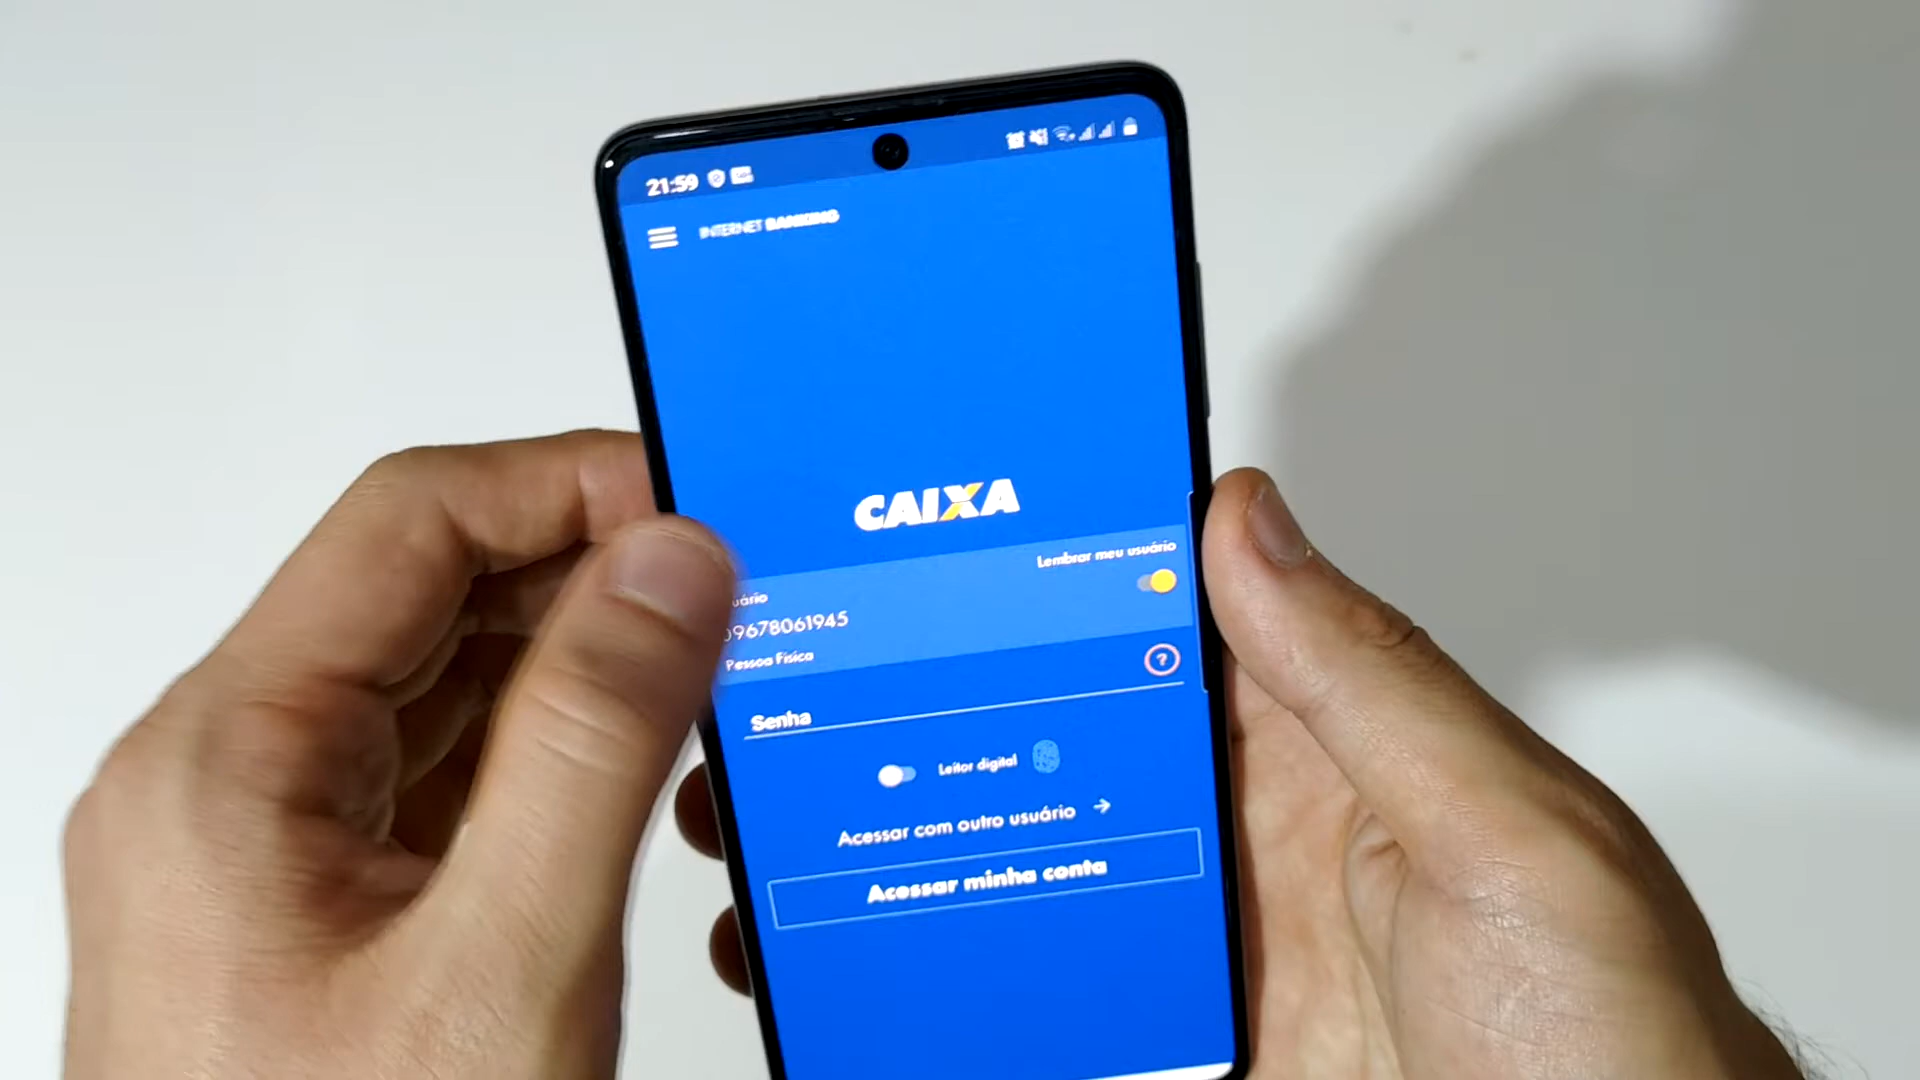 21:59
INTERNET BANKING
CAIXA
Lembrar meu usuário
uário
09678061945
Pessoa Física
?
Senha
Leitor digital
Acessar com outro usuário →
Acessar minha conta